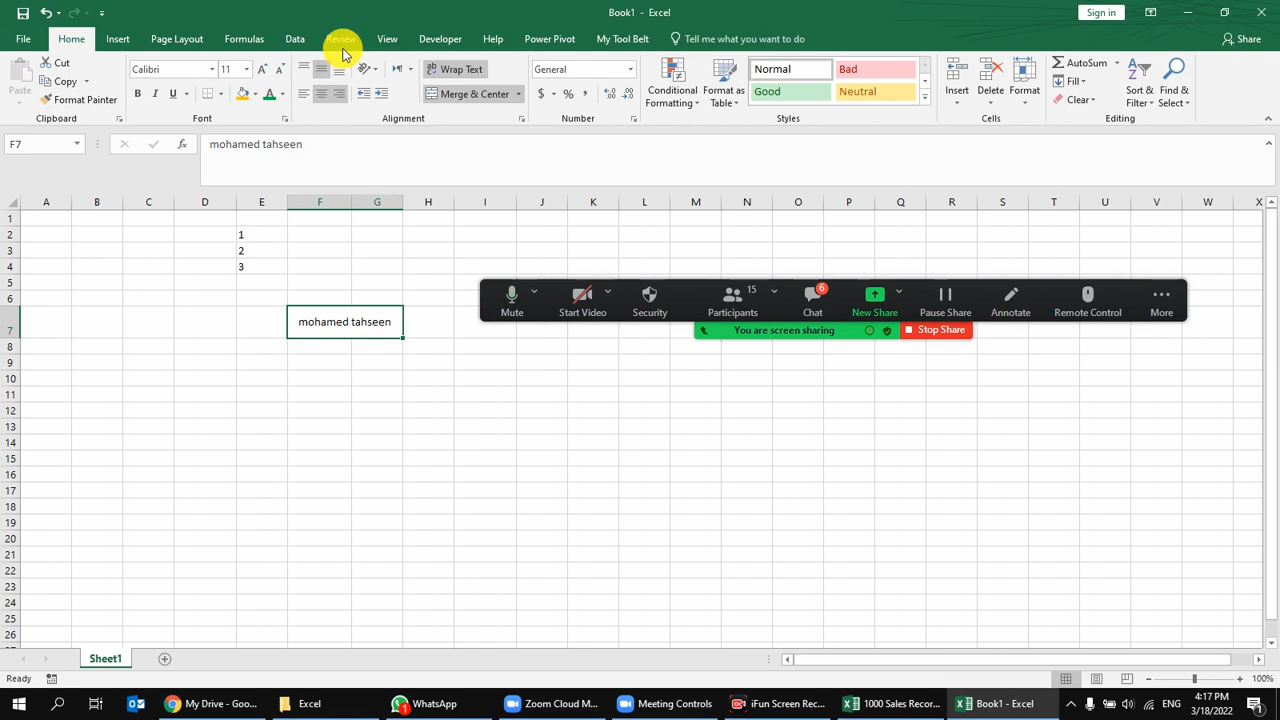 Book1 - Excel
Sign in
File Home Insert Page Layout Formulas Data Review View Developer Help Power Pivot My Tool Belt Tell me what you want to do Share
Paste Cut Copy Format Painter
Calibri 11
B I U
Wrap Text
Merge & Center
General
$ % ,
Conditional Formatting
Format as Table
Normal Bad
Good Neutral
Insert Delete Format
AutoSum
Fill
Clear
Sort & Filter
Find & Select
Clipboard Font Alignment Number Styles Cells Editing
F7 fx mohamed tahseen
A B C D E F G H I J K L M N O P Q R S T U V W X
1
2 1
3 2
4 3
5
6
7 mohamed tahseen
8
9
10
11
12
13
14
15
16
17
18
19
20
21
22
23
24
25
26
Mute Start Video Security Participants 15 Chat 6 New Share Pause Share Annotate Remote Control More
You are screen sharing Stop Share
Sheet1
Ready 100%
My Drive - Goo... Excel WhatsApp 1 Zoom Cloud M... Meeting Controls iFun Screen Rec... 1000 Sales Recor... Book1 - Excel ENG 4:17 PM
3/18/2022